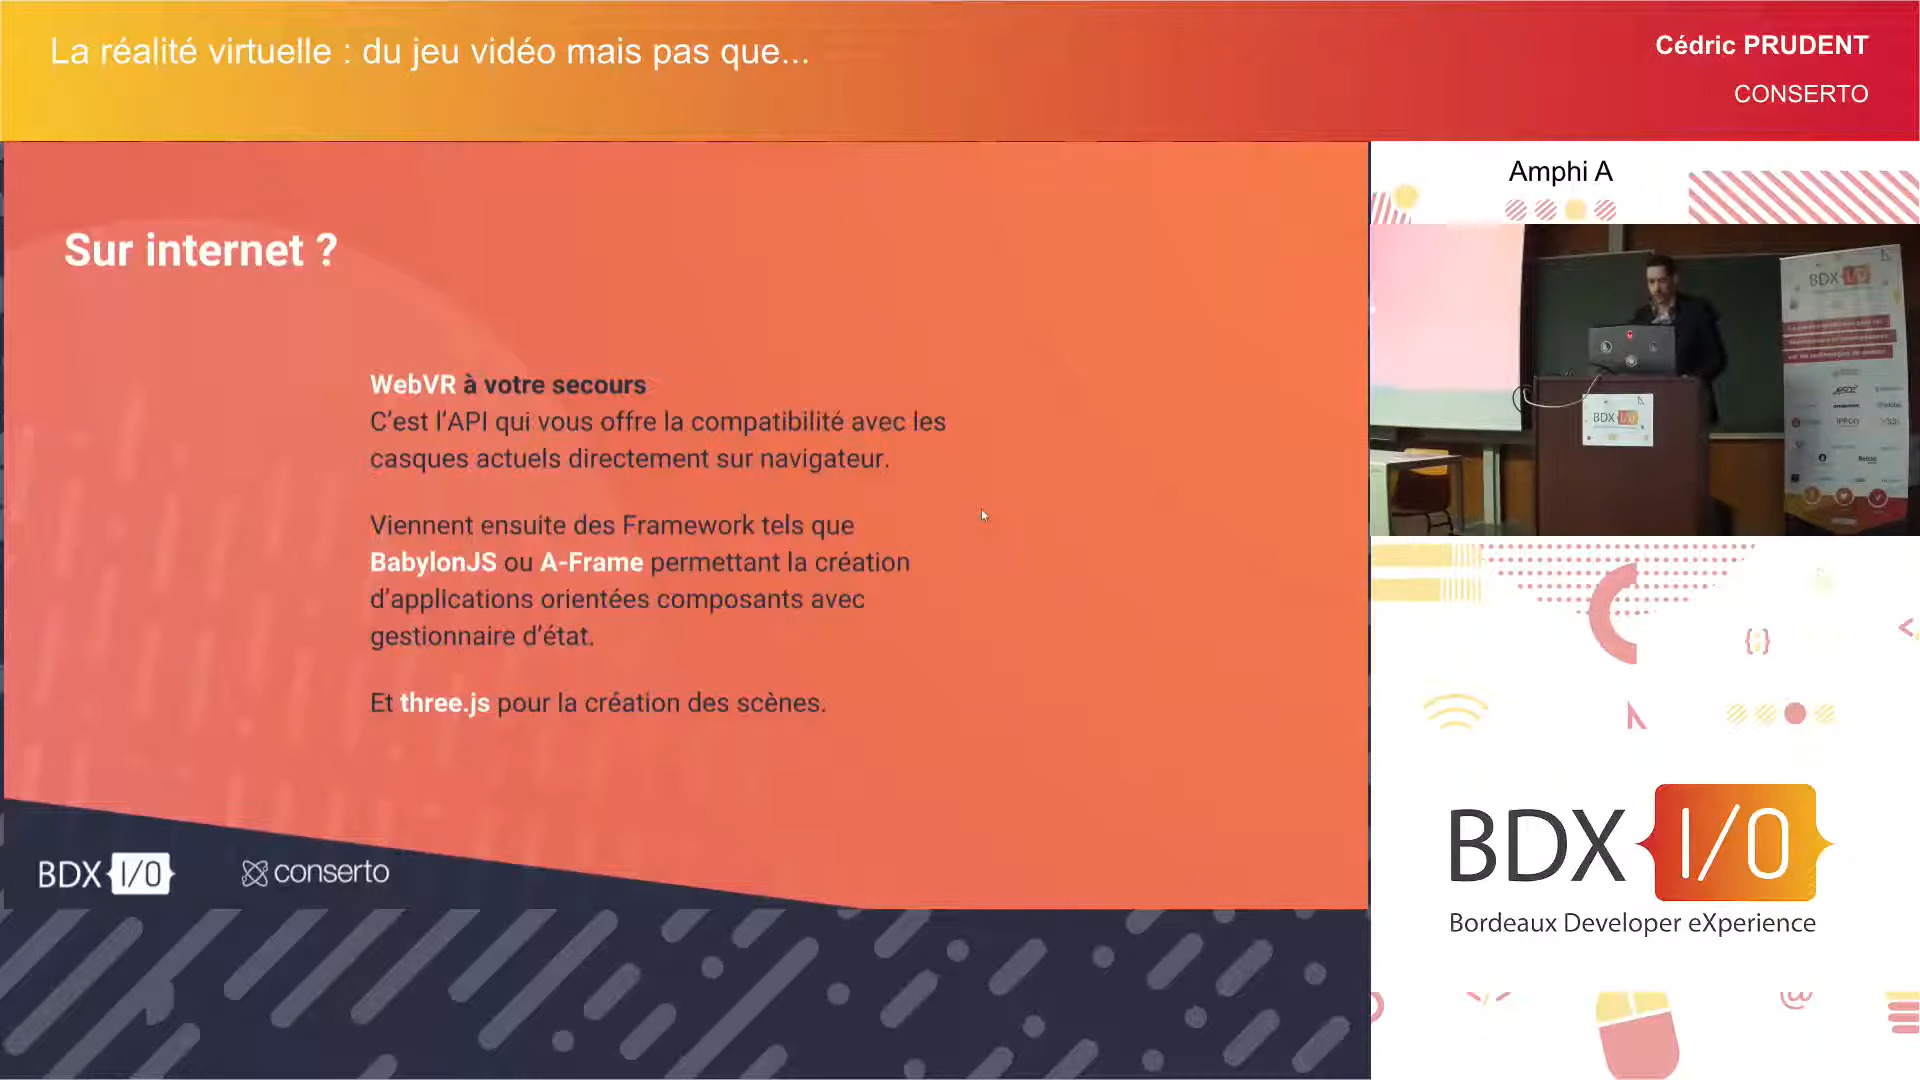 La réalité virtuelle : du jeu vidéo mais pas que...
Cédric PRUDENT
CONSERTO
Amphi A
Sur internet ?
WebVR à votre secours
C'est l'API qui vous offre la compatibilité avec les
casques actuels directement sur navigateur.
Viennent ensuite des Framework tels que
BabylonJS ou A-Frame permettant la création
d'applications orientées composants avec
gestionnaire d'état.
Et three.js pour la création des scènes.
BDX I/O
conserto
BDX I/O
BDX I/O
BDX I/O
Bordeaux Developer eXperience